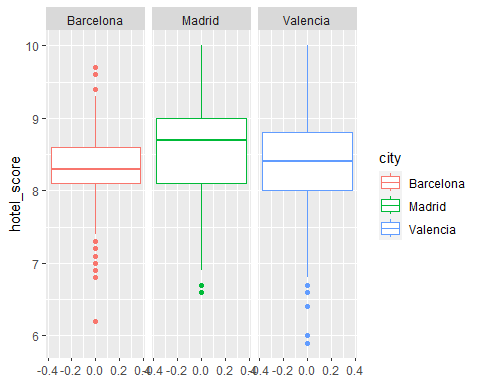 Barcelona Madrid Valencia
10
9
8
7
6
hotel_score
-0.4 -0.2 0.0 0.2 0.4 -0.4 -0.2 0.0 0.2 0.4 -0.4 -0.2 0.0 0.2 0.4
city
Barcelona
Madrid
Valencia